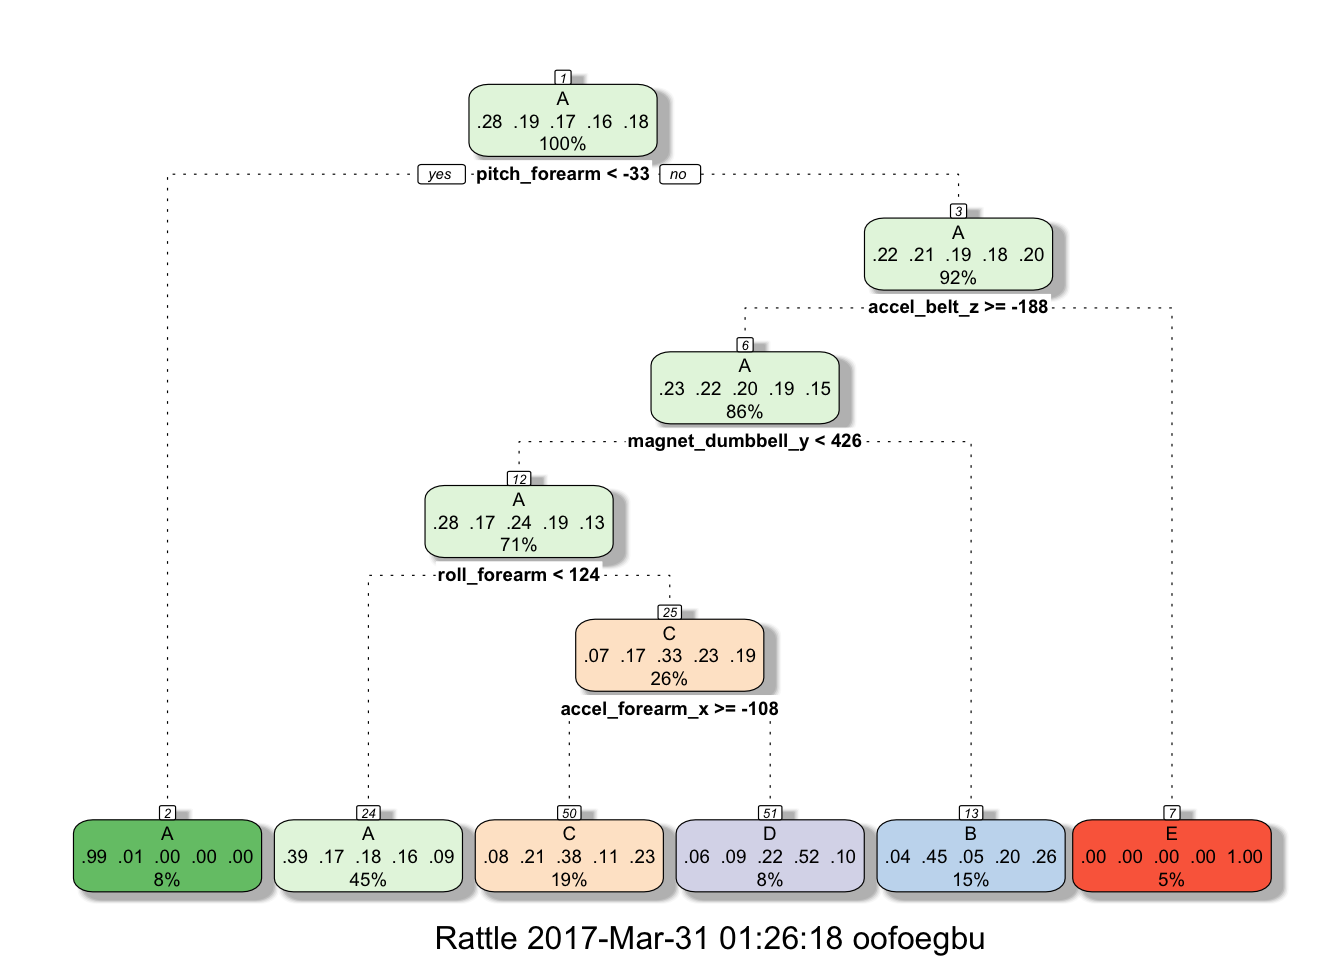 1
A
.28 .19 .17 .16 .18
100%
yes pitch_forearm < -33 no
3
A
.22 .21 .19 .18 .20
92%
accel_belt_z >= -188
6
A
.23 .22 .20 .19 .15
86%
magnet_dumbbell_y < 426
12
A
.28 .17 .24 .19 .13
71%
roll_forearm < 124
25
C
.07 .17 .33 .23 .19
26%
accel_forearm_x >= -108
2
A
.99 .01 .00 .00 .00
8%
24
A
.39 .17 .18 .16 .09
45%
50
C
.08 .21 .38 .11 .23
19%
51
D
.06 .09 .22 .52 .10
8%
13
B
.04 .45 .05 .20 .26
15%
7
E
.00 .00 .00 .00 1.00
5%
Rattle 2017-Mar-31 01:26:18 oofoegbu